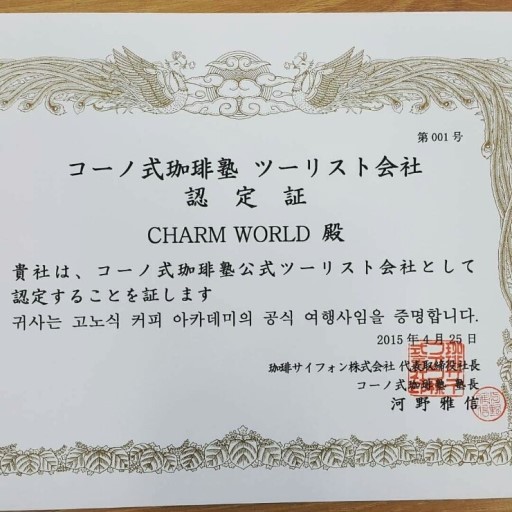 第001号
コーノ式珈琲塾 ツーリスト会社
認 定 証
CHARM WORLD 殿
貴社は、コーノ式珈琲塾公式ツーリスト会社として
認定することを証します
귀사는 고노식 커피 아카데미의 공식 여행사임을 증명합니다.
2015年4月25日
珈琲サイフォン株式会社 代表取締役社長
コーノ式珈琲塾 塾長
河 野 雅 信